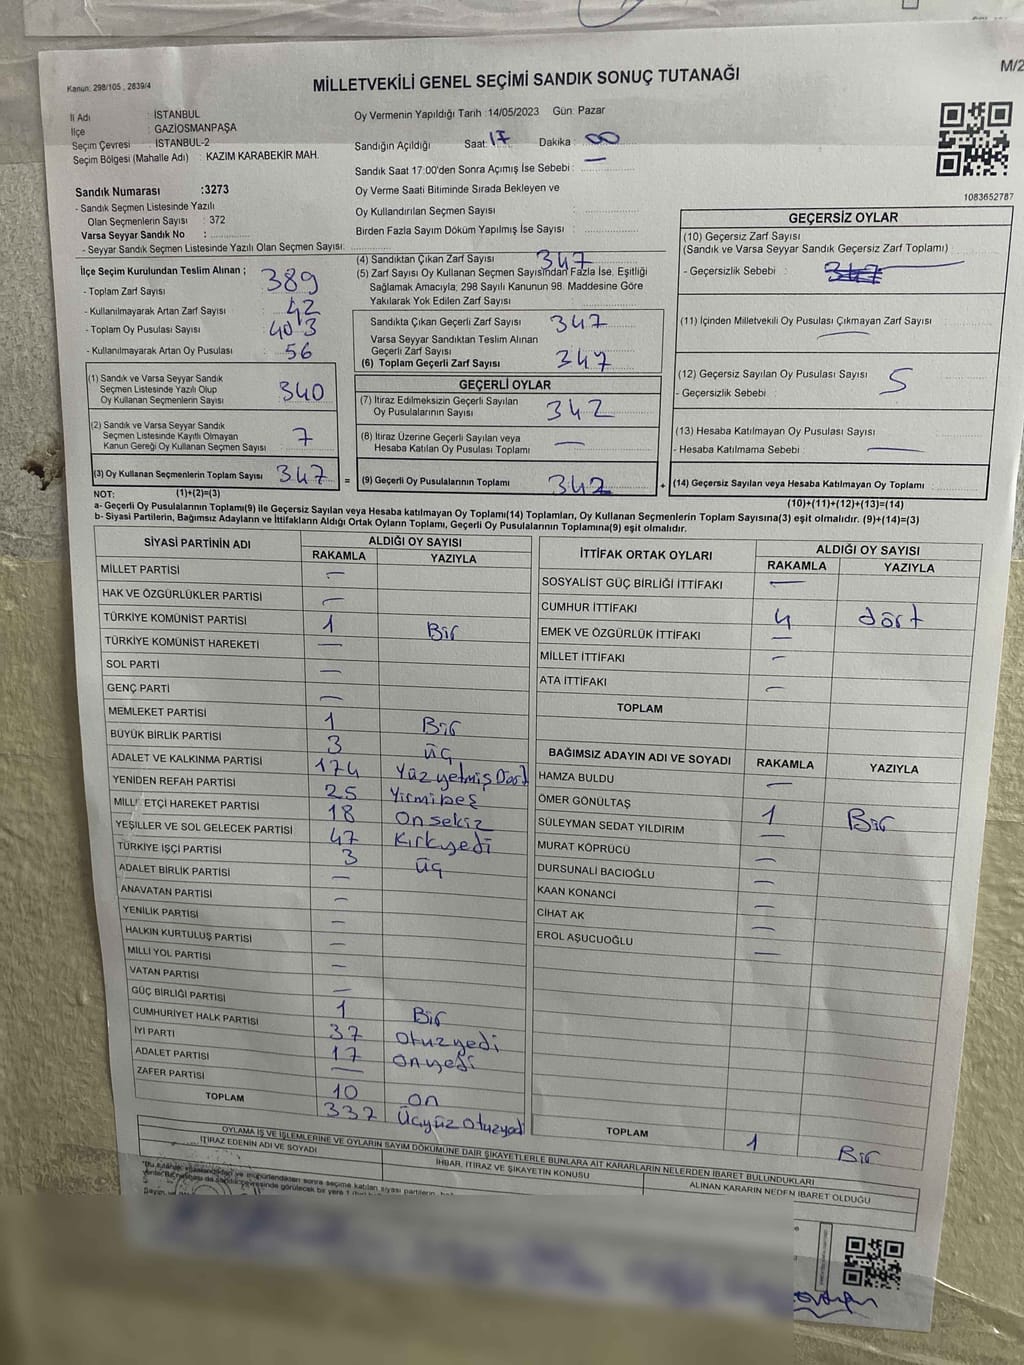 Kanun: 298/105 , 2839/4
MİLLETVEKİLİ GENEL SEÇİMİ SANDIK SONUÇ TUTANAĞI
M/2
İl Adı : İSTANBUL
İlçe : GAZİOSMANPAŞA
Seçim Çevresi : İSTANBUL-2
Seçim Bölgesi (Mahalle Adı) : KAZIM KARABEKİR MAH.
Oy Vermenin Yapıldığı Tarih :14/05/2023 Gün: Pazar
Sandığın Açıldığı Saat: 17 Dakika : 00
Sandık Saat 17:00'den Sonra Açımış İse Sebebi : —
Oy Verme Saati Bitiminde Sırada Bekleyen ve
Oy Kullandırılan Seçmen Sayısı :
Birden Fazla Sayım Döküm Yapılmış İse Sayısı :
1083652787
Sandık Numarası :3273
- Sandık Seçmen Listesinde Yazılı
Olan Seçmenlerin Sayısı : 372
Varsa Seyyar Sandık No :
- Seyyar Sandık Seçmen Listesinde Yazılı Olan Seçmen Sayısı:
İlçe Seçim Kurulundan Teslim Alınan ;
- Toplam Zarf Sayısı 389
- Kullanılmayarak Artan Zarf Sayısı : 42
- Toplam Oy Pusulası Sayısı : 403
- Kullanılmayarak Artan Oy Pusulası : 56
(1) Sandık ve Varsa Seyyar Sandık
Seçmen Listesinde Yazılı Olup
Oy Kullanan Seçmenlerin Sayısı 340
(2) Sandık ve Varsa Seyyar Sandık
Seçmen Listesinde Kayıtlı Olmayan
Kanun Gereği Oy Kullanan Seçmen Sayısı 7
(3) Oy Kullanan Seçmenlerin Toplam Sayısı 347
(4) Sandıktan Çıkan Zarf Sayısı 347
(5) Zarf Sayısı Oy Kullanan Seçmen Sayısından Fazla İse, Eşitliği
Sağlamak Amacıyla; 298 Sayılı Kanunun 98. Maddesine Göre
Yakılarak Yok Edilen Zarf Sayısı :
Sandıkta Çıkan Geçerli Zarf Sayısı : 347
Varsa Seyyar Sandıktan Teslim Alınan
Geçerli Zarf Sayısı :
(6) Toplam Geçerli Zarf Sayısı : 347
GEÇERLİ OYLAR
(7) İtiraz Edilmeksizin Geçerli Sayılan
Oy Pusulalarının Sayısı 342
(8) İtiraz Üzerine Geçerli Sayılan veya
Hesaba Katılan Oy Pusulası Toplamı —
= (9) Geçerli Oy Pusulalarının Toplamı 342
GEÇERSİZ OYLAR
(10) Geçersiz Zarf Sayısı
(Sandık ve Varsa Seyyar Sandık Geçersiz Zarf Toplamı)
- Geçersizlik Sebebi :
(11) İçinden Milletvekili Oy Pusulası Çıkmayan Zarf Sayısı —
(12) Geçersiz Sayılan Oy Pusulası Sayısı : 5
- Geçersizlik Sebebi :
(13) Hesaba Katılmayan Oy Pusulası Sayısı :
- Hesaba Katılmama Sebebi : —
+ (14) Geçersiz Sayılan veya Hesaba Katılmayan Oy Toplamı
NOT: (1)+(2)=(3)
(10)+(11)+(12)+(13)=(14)
a- Geçerli Oy Pusulalarının Toplamı(9) ile Geçersiz Sayılan veya Hesaba katılmayan Oy Toplamı(14) Toplamları, Oy Kullanan Seçmenlerin Toplam Sayısına(3) eşit olmalıdır. (9)+(14)=(3)
b- Siyasi Partilerin, Bağımsız Adayların ve İttifakların Aldığı Ortak Oyların Toplamı, Geçerli Oy Pusulalarının Toplamına(9) eşit olmalıdır.
SİYASİ PARTİNİN ADI ALDIĞI OY SAYISI
RAKAMLA YAZIYLA
MİLLET PARTİSİ —
HAK VE ÖZGÜRLÜKLER PARTİSİ —
TÜRKİYE KOMÜNİST PARTİSİ 1 Bir
TÜRKİYE KOMÜNİST HAREKETİ —
SOL PARTİ —
GENÇ PARTİ —
MEMLEKET PARTİSİ 1 Bir
BÜYÜK BİRLİK PARTİSİ 3 üç
ADALET VE KALKINMA PARTİSİ 174 Yüzyetmiş Dört
YENİDEN REFAH PARTİSİ 25 Yirmibeş
MİLLİYETÇİ HAREKET PARTİSİ 18 Onsekiz
YEŞİLLER VE SOL GELECEK PARTİSİ 47 Kırkyedi
TÜRKİYE İŞÇİ PARTİSİ 3 üç
ADALET BİRLİK PARTİSİ —
ANAVATAN PARTİSİ —
YENİLİK PARTİSİ —
HALKIN KURTULUŞ PARTİSİ —
MİLLİ YOL PARTİSİ —
VATAN PARTİSİ —
GÜÇ BİRLİĞİ PARTİSİ 1 Bir
CUMHURİYET HALK PARTİSİ 37 Otuzyedi
İYİ PARTİ 17 Onyedi
ADALET PARTİSİ —
ZAFER PARTİSİ 10 on
TOPLAM 337 Üçyüz Otuzyedi
İTTİFAK ORTAK OYLARI ALDIĞI OY SAYISI
RAKAMLA YAZIYLA
SOSYALİST GÜÇ BİRLİĞİ İTTİFAKI —
CUMHUR İTTİFAKI 4 dört
EMEK VE ÖZGÜRLÜK İTTİFAKI —
MİLLET İTTİFAKI —
ATA İTTİFAKI —
TOPLAM
BAĞIMSIZ ADAYIN ADI VE SOYADI RAKAMLA YAZIYLA
HAMZA BULDU —
ÖMER GÖNÜLTAŞ 1 Bir
SÜLEYMAN SEDAT YILDIRIM —
MURAT KÖPRÜCÜ —
DURSUNALİ BACIOĞLU —
KAAN KONANCİ —
CİHAT AK —
EROL AŞUCUOĞLU —
TOPLAM 1 Bir
OYLAMA İŞ VE İŞLEMLERİNE VE OYLARIN SAYIM DÖKÜMÜNE DAİR ŞİKAYETLERLE BUNLARA AİT KARARLARIN NELERDEN İBARET BULUNDUKLARI
İTİRAZ EDENİN ADI VE SOYADI İHBAR, İTİRAZ VE ŞİKAYETİN KONUSU ALINAN KARARIN NEDEN İBARET OLDUĞU